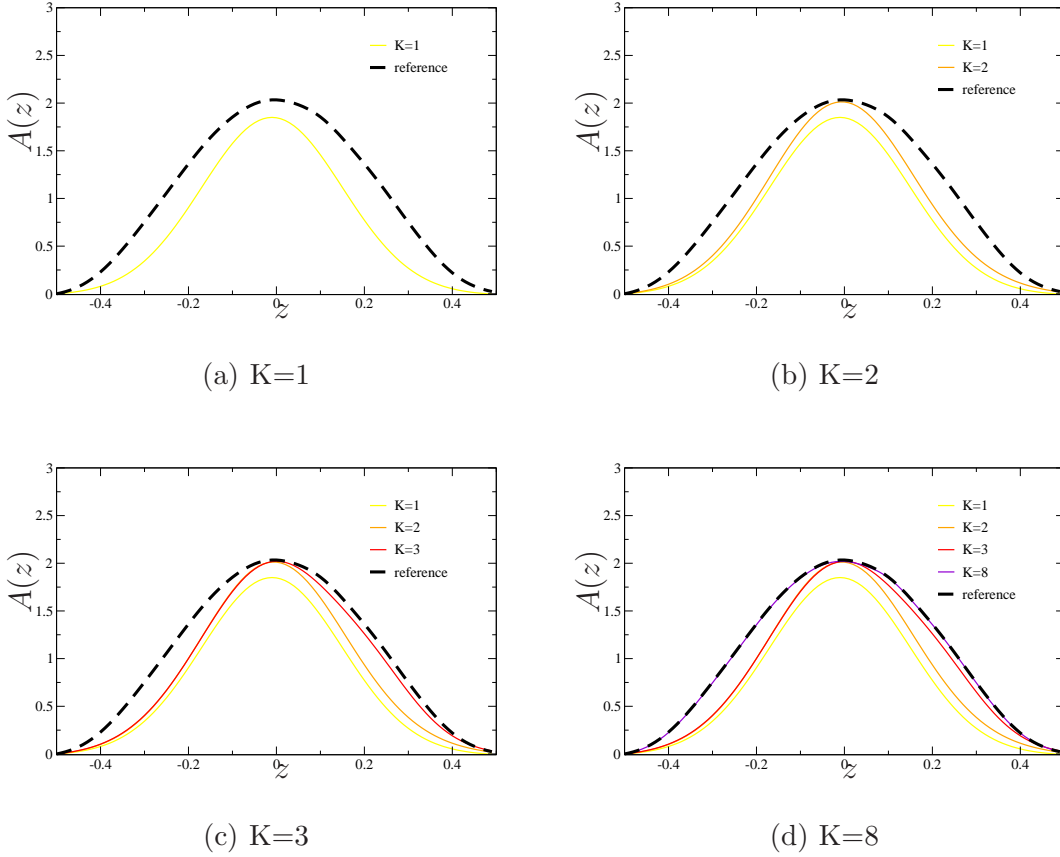 3
2.5
2
1.5
1
0.5
0
-0.4
-0.2
0
0.2
0.4
A(z)
z
K=1
reference
(a) K=1
3
2.5
2
1.5
1
0.5
0
-0.4
-0.2
0
0.2
0.4
A(z)
z
K=1
K=2
reference
(b) K=2
3
2.5
2
1.5
1
0.5
0
-0.4
-0.2
0
0.2
0.4
A(z)
z
K=1
K=2
K=3
reference
(c) K=3
3
2.5
2
1.5
1
0.5
0
-0.4
-0.2
0
0.2
0.4
A(z)
z
K=1
K=2
K=3
K=8
reference
(d) K=8